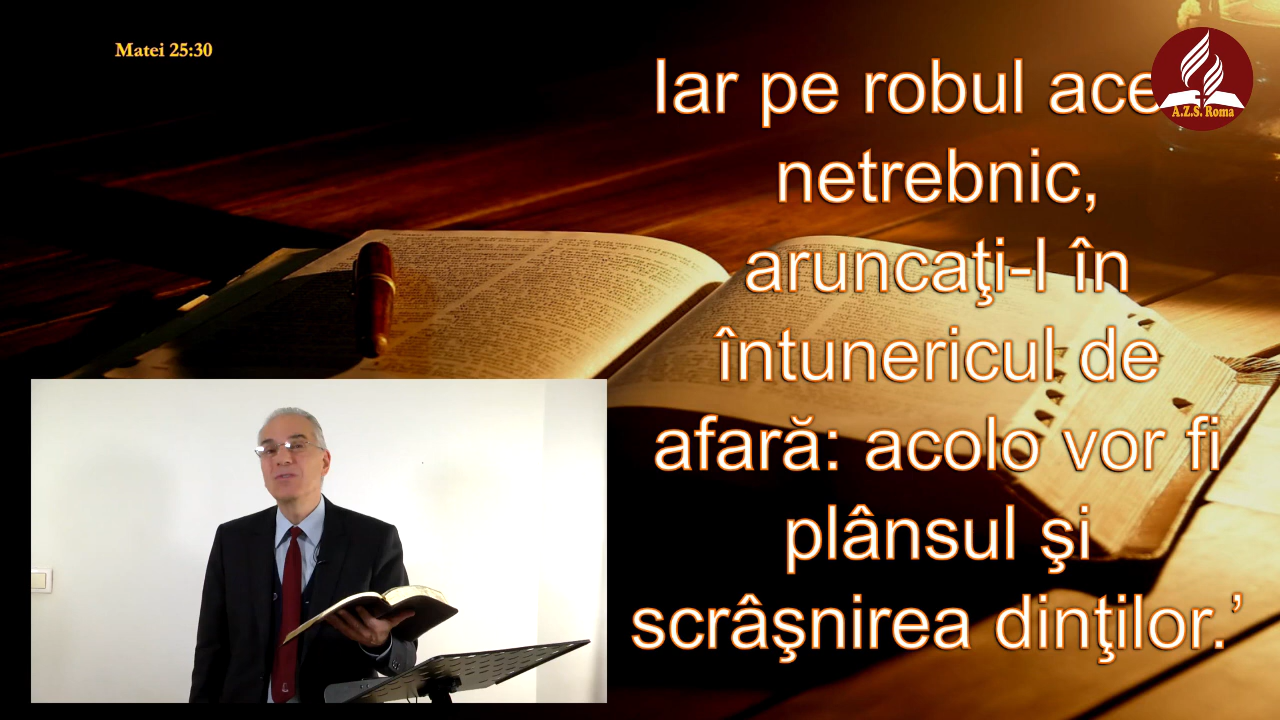 Matei 25:30
Iar pe robul ace
netrebnic,
aruncaţi-l în
întunericul de
afară: acolo vor fi
plânsul şi
scrâşnirea dinţilor.’
A.Z.S. Roma